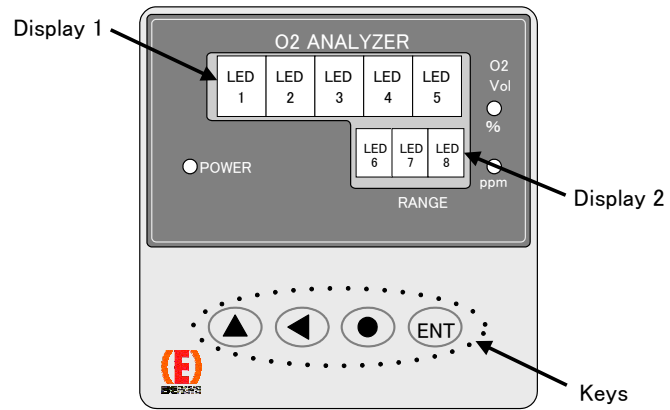 Display 1
O2 ANALYZER
LED 1
LED 2
LED 3
LED 4
LED 5
O2
Vol
%
LED 6
LED 7
LED 8
POWER
ppm
RANGE
Display 2
ENT
(E)
Keys